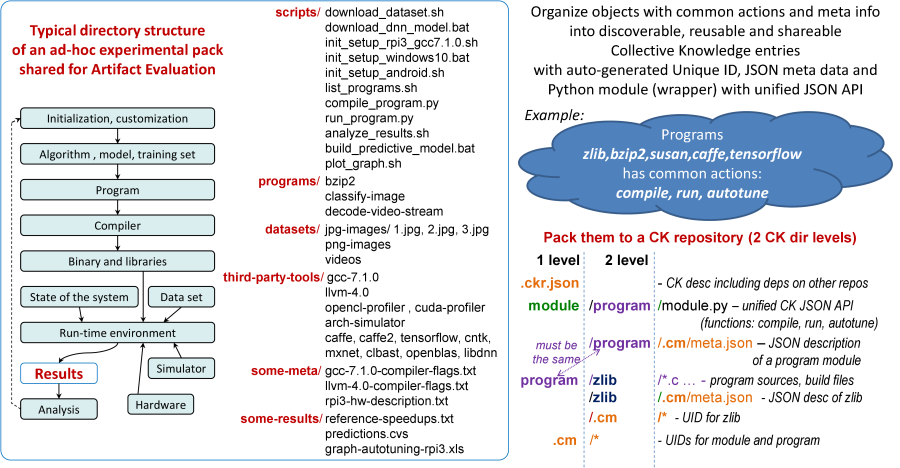 Typical directory structure
of an ad-hoc experimental pack
shared for Artifact Evaluation
Initialization, customization
Algorithm , model, training set
Program
Compiler
Binary and libraries
State of the system
Data set
Run-time environment
Results
Simulator
Analysis
Hardware
scripts/ download_dataset.sh
download_dnn_model.bat
init_setup_rpi3_gcc7.1.0.sh
init_setup_windows10.bat
init_setup_android.sh
list_programs.sh
compile_program.py
run_program.py
analyze_results.sh
build_predictive_model.bat
plot_graph.sh
programs/ bzip2
classify-image
decode-video-stream
datasets/ jpg-images/ 1.jpg, 2.jpg, 3.jpg
png-images
videos
third-party-tools/ gcc-7.1.0
llvm-4.0
opencl-profiler , cuda-profiler
arch-simulator
caffe, caffe2, tensorflow, cntk,
mxnet, clbast, openblas, libdnn
some-meta/ gcc-7.1.0-compiler-flags.txt
llvm-4.0-compiler-flags.txt
rpi3-hw-description.txt
some-results/ reference-speedups.txt
predictions.cvs
graph-autotuning-rpi3.xls
Organize objects with common actions and meta info
into discoverable, reusable and shareable
Collective Knowledge entries
with auto-generated Unique ID, JSON meta data and
Python module (wrapper) with unified JSON API
Example:
Programs
zlib,bzip2,susan,caffe,tensorflow
has common actions:
compile, run, autotune
Pack them to a CK repository (2 CK dir levels)
1 level 2 level
.ckr.json - CK desc including deps on other repos
module /program /module.py – unified CK JSON API
(functions: compile, run, autotune)
/program /.cm/meta.json – JSON description
of a program module
must be
the same
program /zlib /*.c … - program sources, build files
/zlib /.cm/meta.json - JSON desc of zlib
/.cm /* - UID for zlib
.cm /* - UIDs for module and program